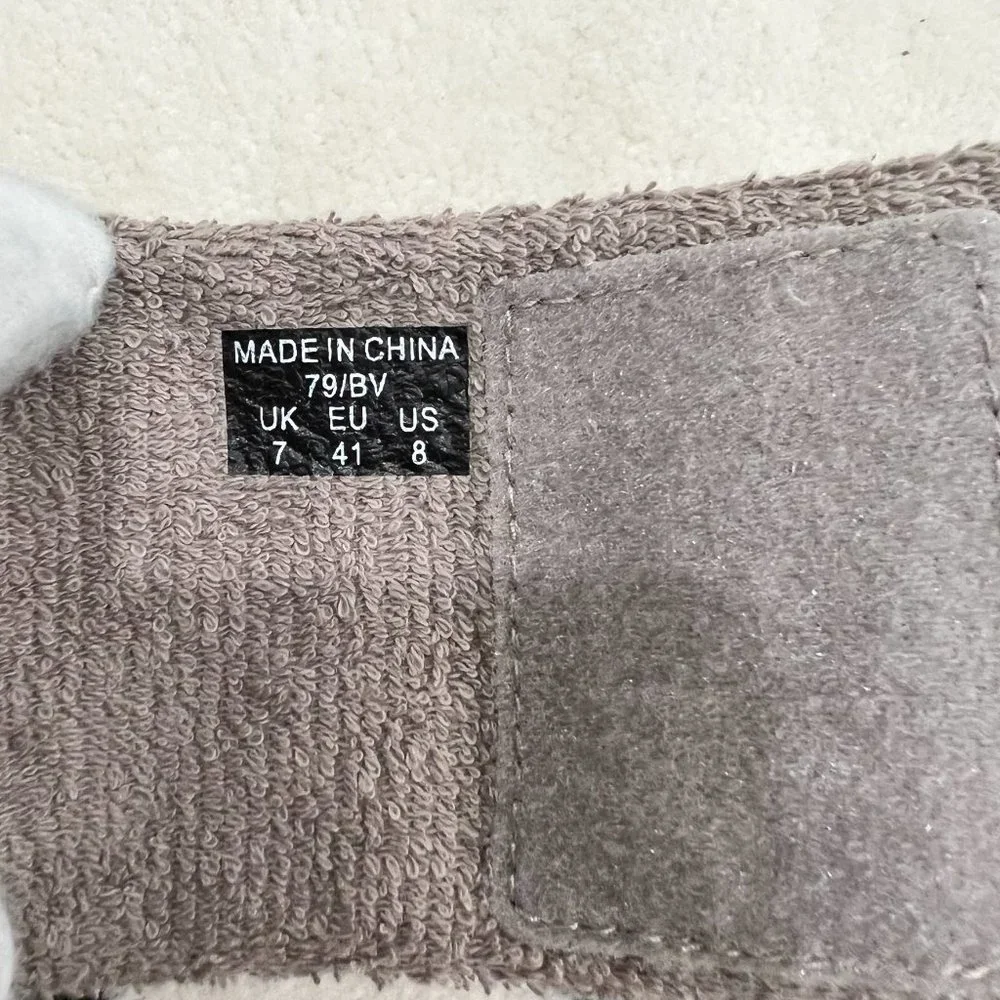 MADE IN CHINA
79/BV
UK EU US
7 41 8